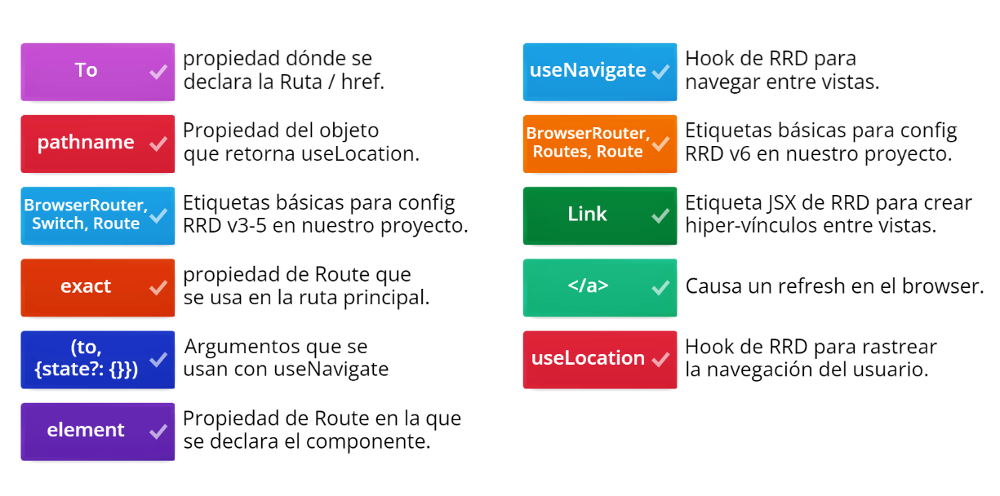 To
propiedad dónde se
declara la Ruta / href.
pathname
Propiedad del objeto
que retorna useLocation.
BrowserRouter,
Switch, Route
Etiquetas básicas para config
RRD v3-5 en nuestro proyecto.
exact
propiedad de Route que
se usa en la ruta principal.
(to,
{state?: {}})
Argumentos que se
usan con useNavigate
element
Propiedad de Route en la que
se declara el componente.
useNavigate
Hook de RRD para
navegar entre vistas.
BrowserRouter,
Routes, Route
Etiquetas básicas para config
RRD v6 en nuestro proyecto.
Link
Etiqueta JSX de RRD para crear
hiper-vínculos entre vistas.
</a>
Causa un refresh en el browser.
useLocation
Hook de RRD para rastrear
la navegación del usuario.